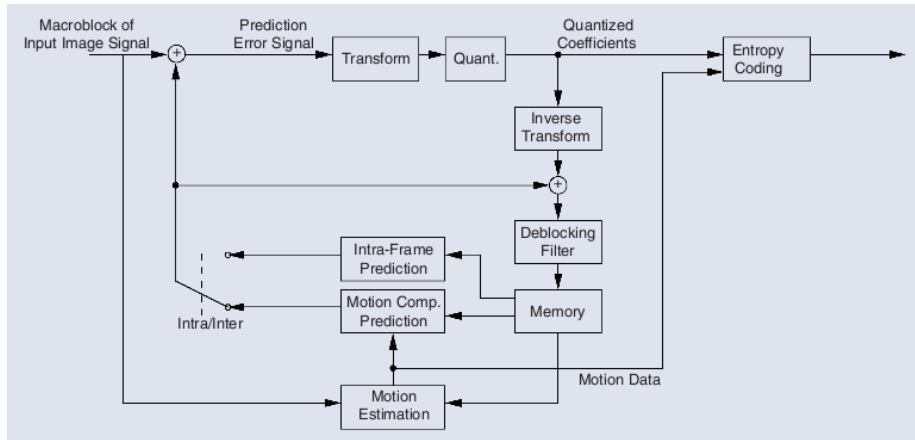 Macroblock of
Input Image Signal
Prediction
Error Signal
Quantized
Coefficients
+
Transform
Quant.
Entropy
Coding
Inverse
Transform
+
Deblocking
Filter
Intra-Frame
Prediction
Motion Comp.
Prediction
Memory
Intra/Inter
Motion Data
Motion
Estimation